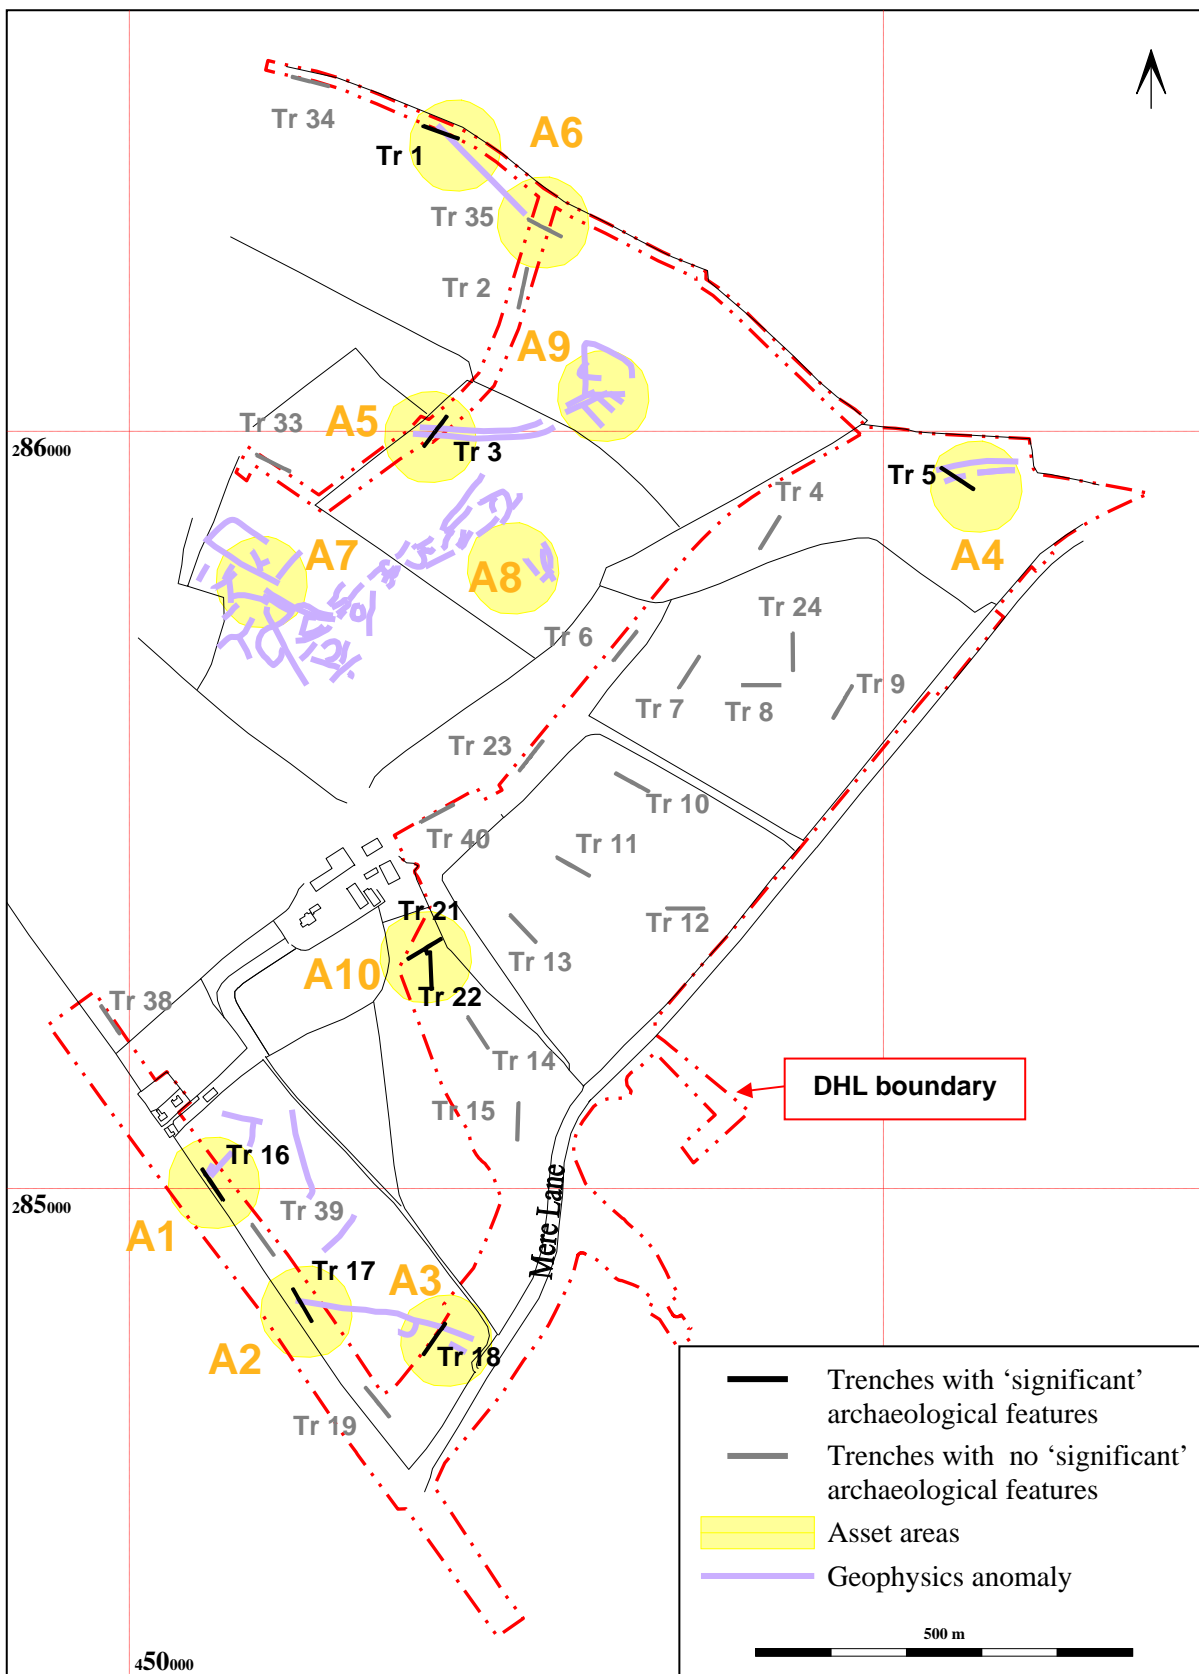 Tr 34
A6
Tr 1
Tr 35
Tr 2
A9
Tr 33
A5
Tr 3
286000
Tr 5
Tr 4
A4
A7
A8
Tr 24
Tr 6
Tr 7
Tr 8
Tr 9
Tr 23
Tr 10
Tr 40
Tr 11
Tr 21
Tr 12
Tr 13
A10
Tr 22
Tr 38
Tr 14
DHL boundary
Tr 15
Tr 16
285000
Tr 39
A1
Mere Lane
Tr 17
A3
A2
Tr 18
Tr 19
Trenches with ‘significant’
archaeological features
Trenches with no ‘significant’
archaeological features
Asset areas
Geophysics anomaly
500 m
450000